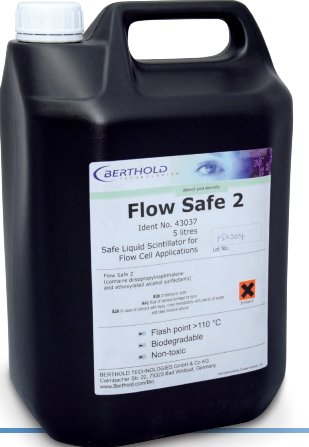 BERTHOLD
TECHNOLOGIES
detect and identify
Flow Safe 2
Ident No. 43037
5 litres
Safe Liquid Scintillator for
Flow Cell Applications
Lot No.
Flow Safe 2
(contains diisopropylnaphthalene
and ethoxylated alcohol surfactants)
R36 Irritating to eyes
R41 Risk of serious damage to eyes
S26 In case of contact with eyes, rinse immediately with plenty of water
and seek medical advice
Irritant
Flash point >110 °C
Biodegradable
Non-toxic
BERTHOLD TECHNOLOGIES GmbH & Co KG
Calmbacher Str. 22, 75323 Bad Wildbad, Germany
www.Berthold.com/Bio